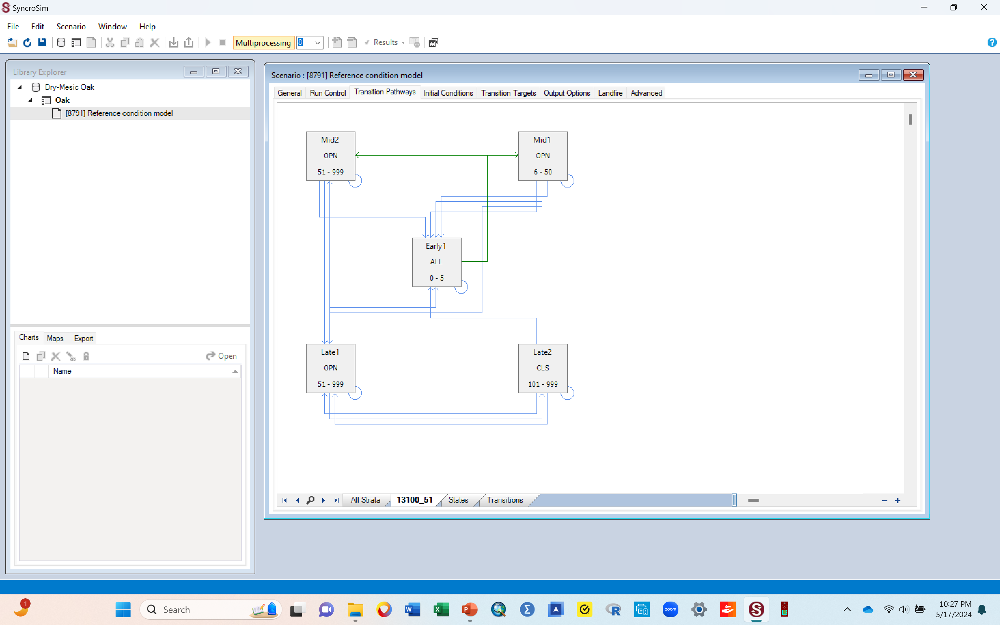 SyncroSim
File Edit Scenario Window Help
Multiprocessing 8 Results
Library Explorer
Dry-Mesic Oak
Oak
[8791] Reference condition model
Charts Maps Export
Open
Name
Scenario : [8791] Reference condition model
General Run Control Transition Pathways Initial Conditions Transition Targets Output Options Landfire Advanced
Mid2
OPN
51 - 999
Mid1
OPN
6 - 50
Early1
ALL
0 - 5
Late1
OPN
51 - 999
Late2
CLS
101 - 999
All Strata 13100_51 States Transitions
1
Search
zoom
10:27 PM
5/17/2024